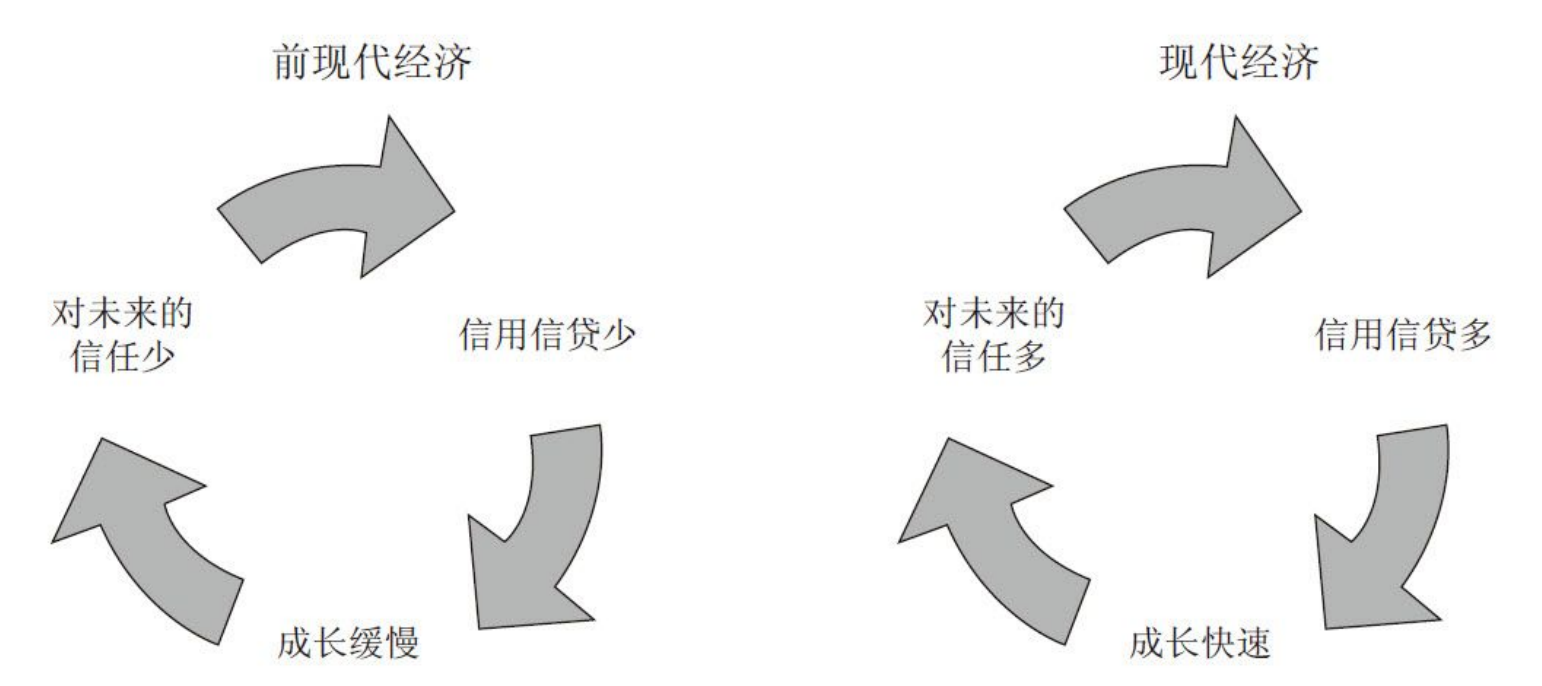 前现代经济
对未来的
信任少
信用信贷少
成长缓慢
现代经济
对未来的
信任多
信用信贷多
成长快速